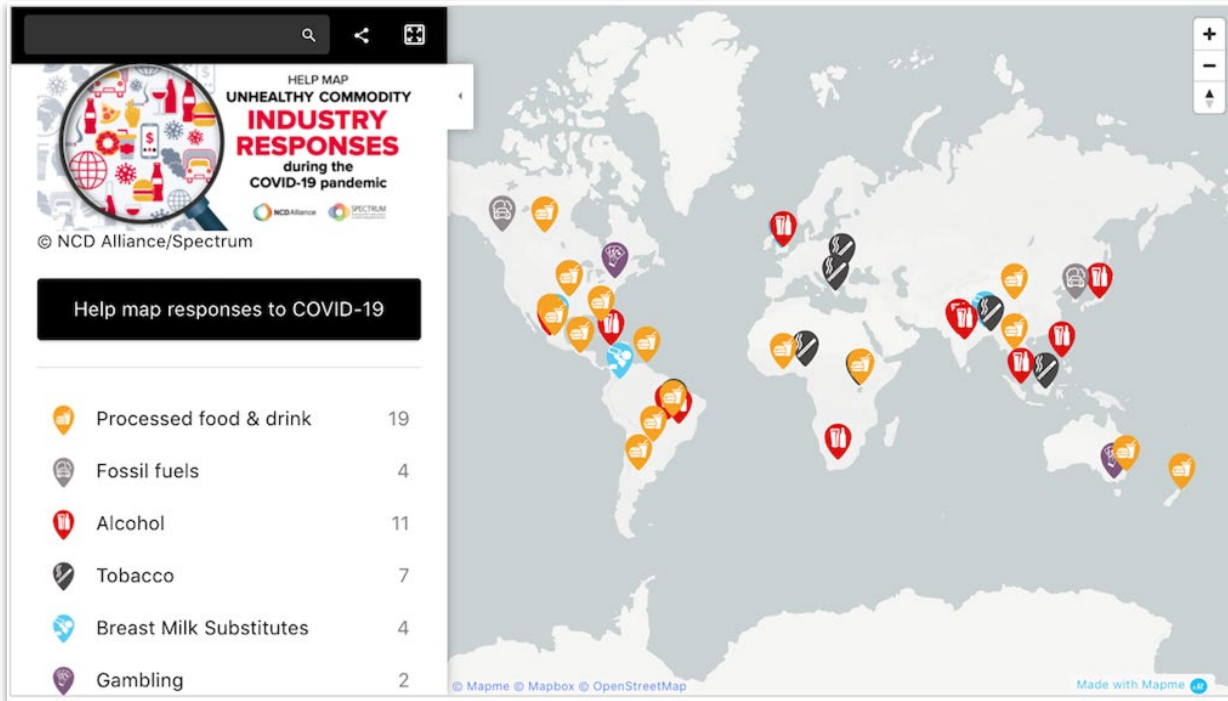 HELP MAP
UNHEALTHY COMMODITY
INDUSTRY
RESPONSES
during the
COVID-19 pandemic
NCDAlliance
SPECTRUM
© NCD Alliance/Spectrum
Help map responses to COVID-19
Processed food & drink 19
Fossil fuels 4
Alcohol 11
Tobacco 7
Breast Milk Substitutes 4
Gambling 2
© Mapme © Mapbox © OpenStreetMap
Made with Mapme